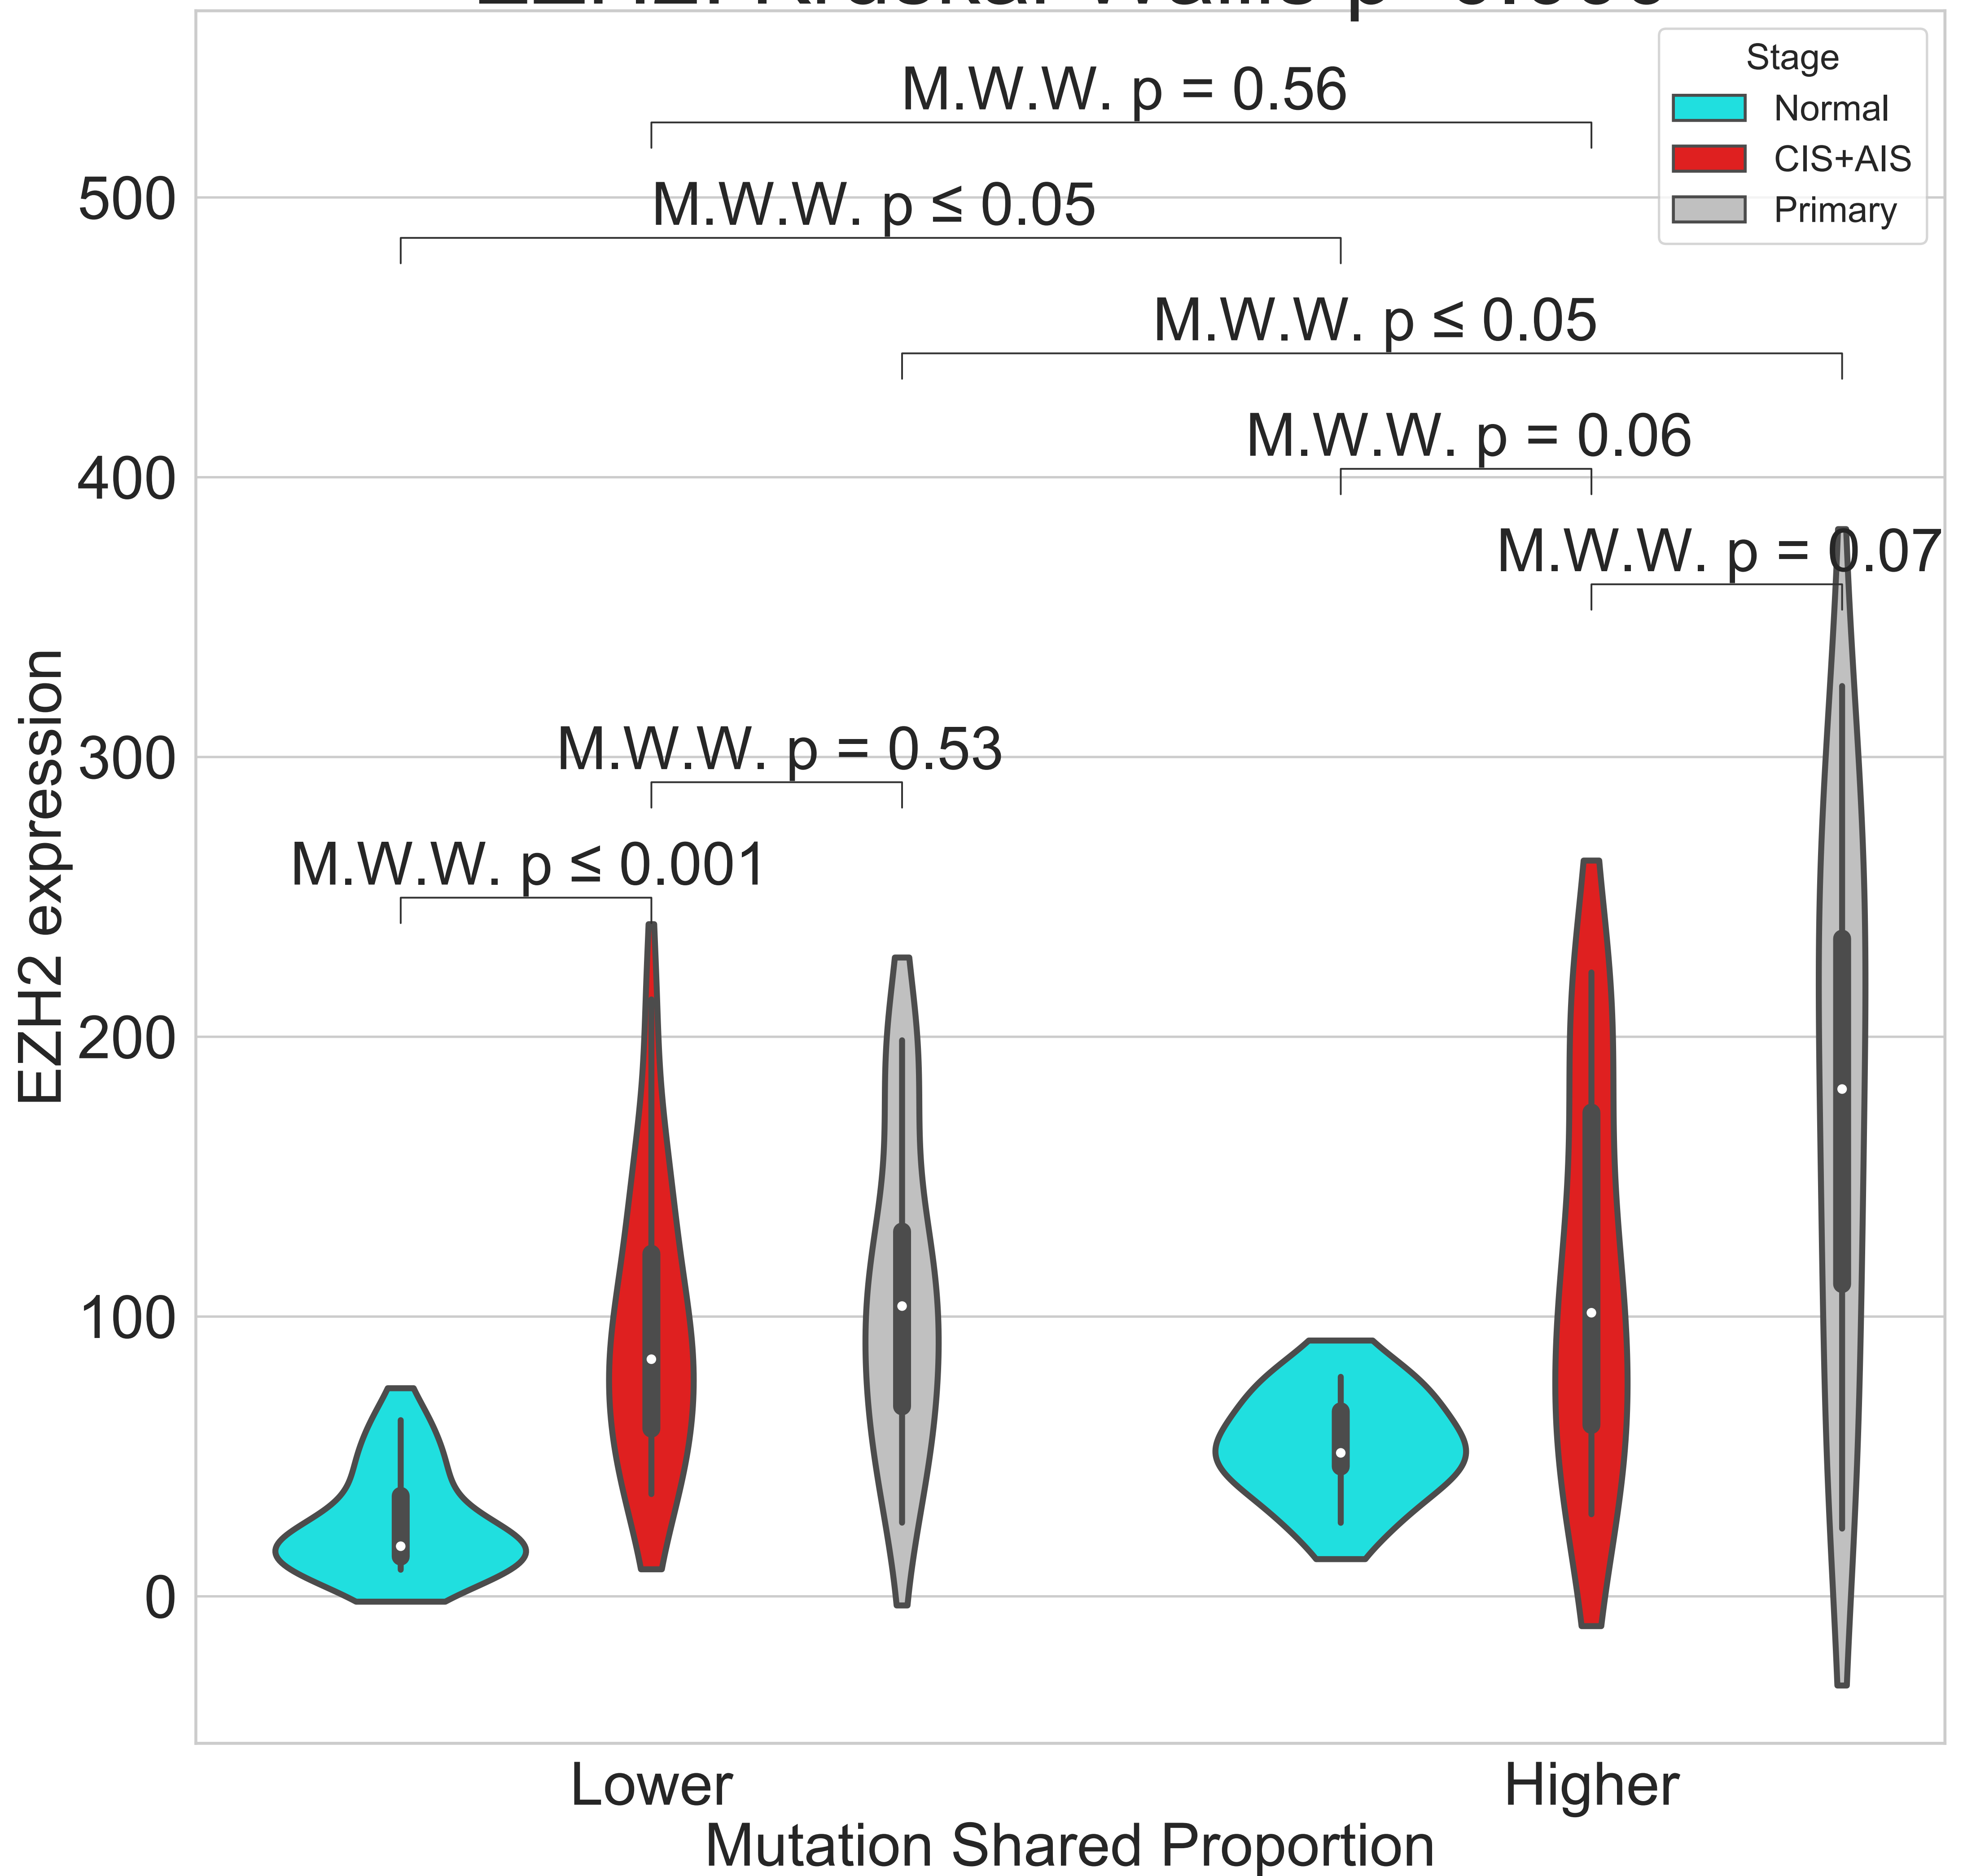 Stage
Normal
CIS+AIS
Primary
M.W.W. p = 0.56
M.W.W. p ≤ 0.05
M.W.W. p ≤ 0.05
M.W.W. p = 0.06
M.W.W. p = 0.07
M.W.W. p = 0.53
M.W.W. p ≤ 0.001
EZH2 expression
500
400
300
200
100
0
Lower
Higher
Mutation Shared Proportion